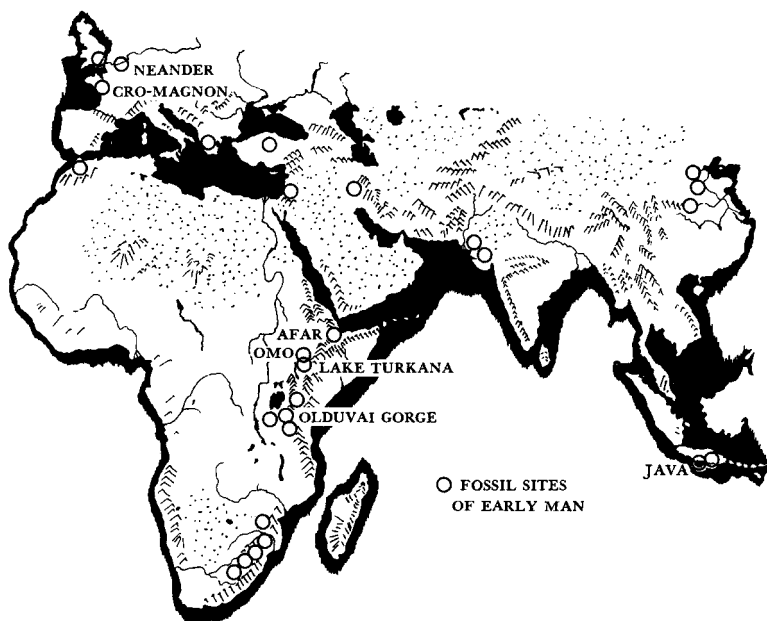 NEANDER
CRO-MAGNON
AFAR
OMO
LAKE TURKANA
OLDUVAI GORGE
JAVA
FOSSIL SITES
OF EARLY MAN